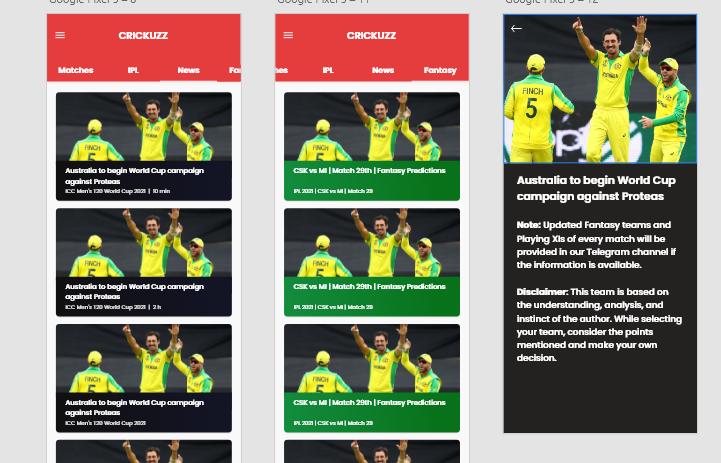 Google Pixel 5 – 8
CRICKUZZ
Matches IPL News Fan
FINCH
5
Australia to begin World Cup campaign
against Proteas
ICC Men's T20 World Cup 2021 | 10 min
FINCH
5
Australia to begin World Cup campaign
against Proteas
ICC Men's T20 World Cup 2021 | 2 h
FINCH
5
Australia to begin World Cup campaign
against Proteas
ICC Men's T20 World Cup 2021
Google Pixel 5 – 11
CRICKUZZ
hes IPL News Fantasy
FINCH
5
CSK vs MI | Match 29th | Fantasy Predictions
IPL 2021 | CSK vs MI | Match 29
FINCH
5
CSK vs MI | Match 29th | Fantasy Predictions
IPL 2021 | CSK vs MI | Match 29
FINCH
5
CSK vs MI | Match 29th | Fantasy Predictions
IPL 2021 | CSK vs MI | Match 29
Google Pixel 5 – 12
FINCH
5
Australia to begin World Cup
campaign against Proteas
Note: Updated Fantasy teams and
Playing XIs of every match will be
provided in our Telegram channel if
the information is available.
Disclaimer: This team is based on
the understanding, analysis, and
instinct of the author. While selecting
your team, consider the points
mentioned and make your own
decision.